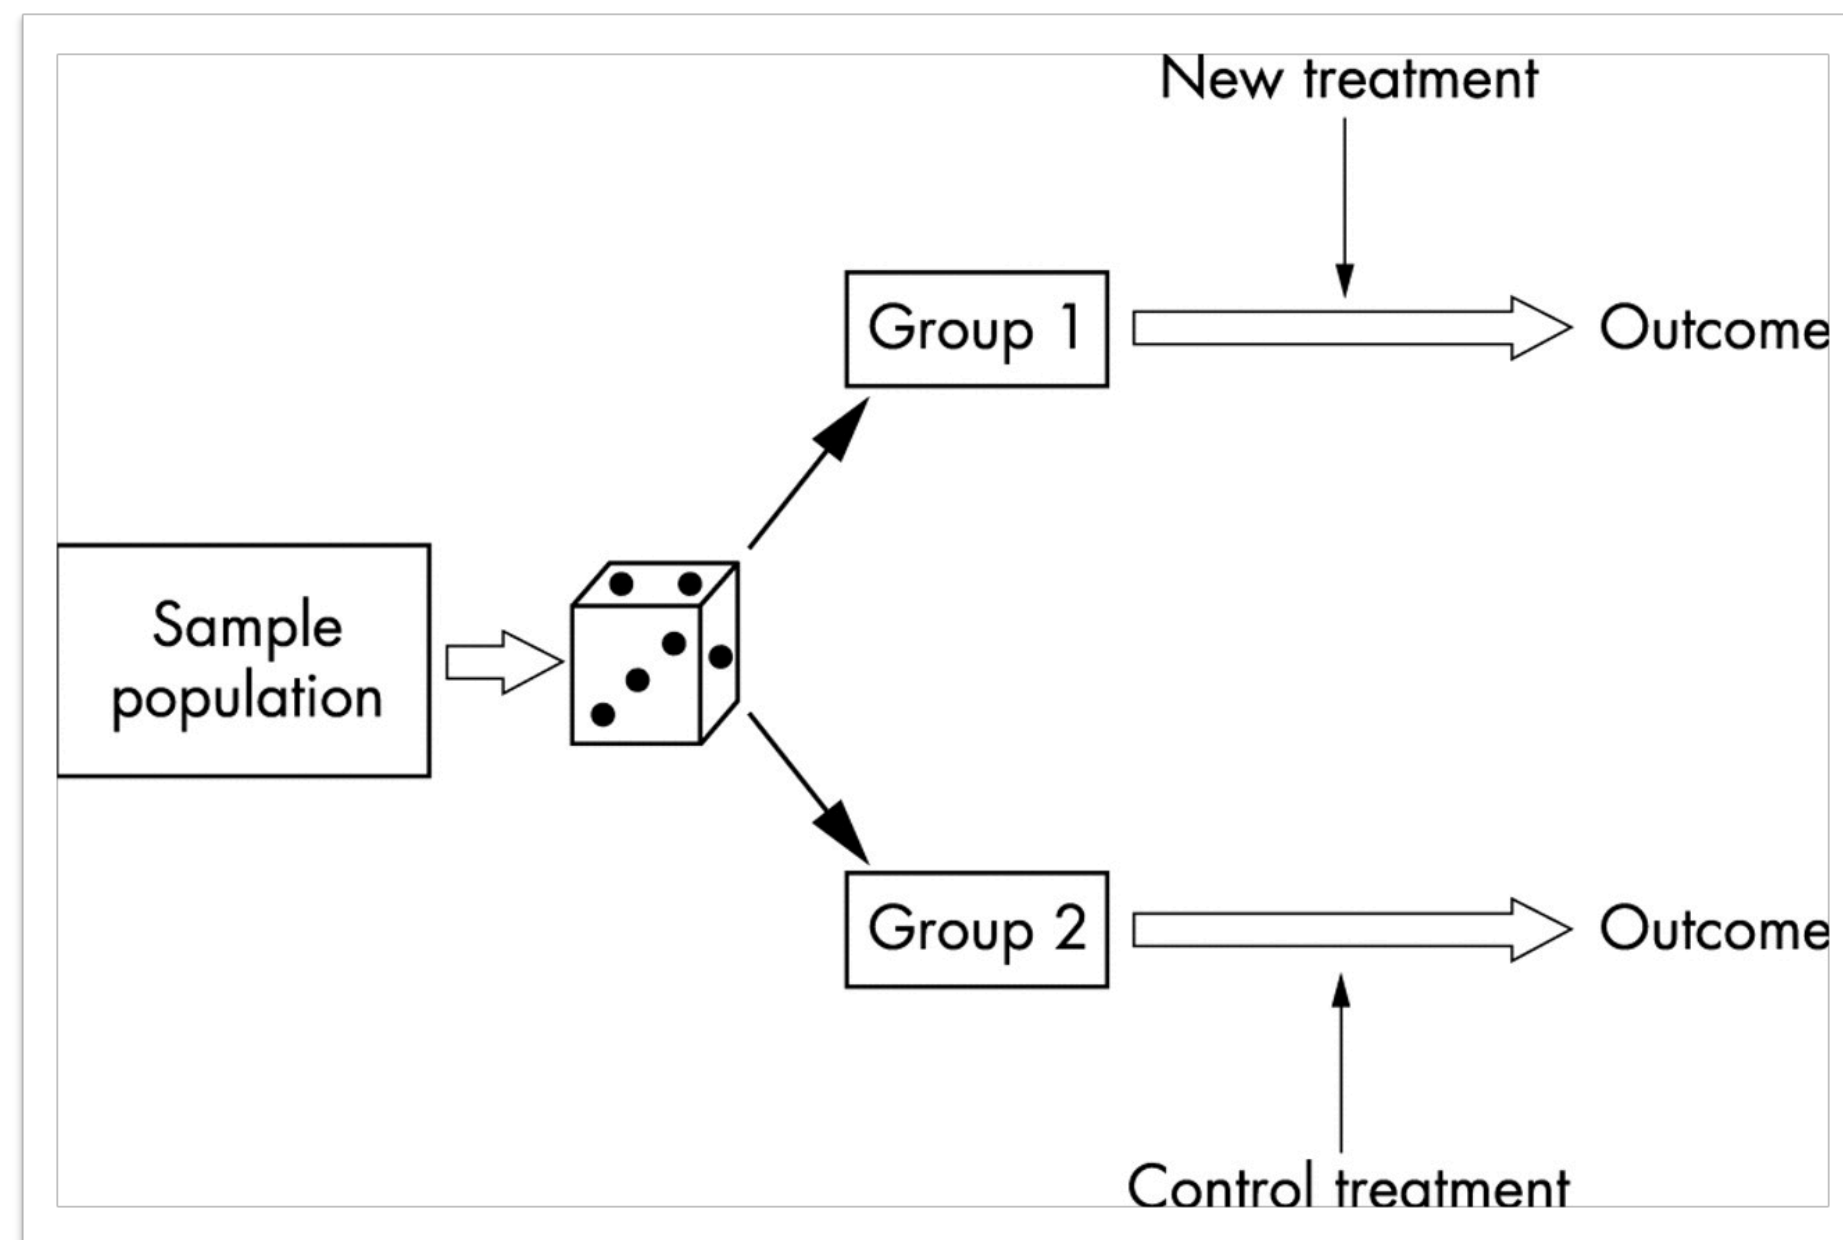 New treatment
Group 1
Outcome
Sample
population
Group 2
Outcome
Control treatment